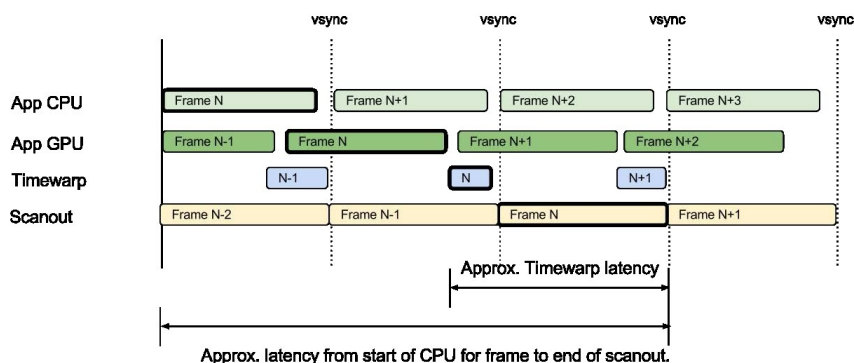 vsync vsync vsync vsync
App CPU Frame N Frame N+1 Frame N+2 Frame N+3
App GPU Frame N-1 Frame N Frame N+1 Frame N+2
Timewarp N-1 N N+1
Scanout Frame N-2 Frame N-1 Frame N Frame N+1
Approx. Timewarp latency
Approx. latency from start of CPU for frame to end of scanout.